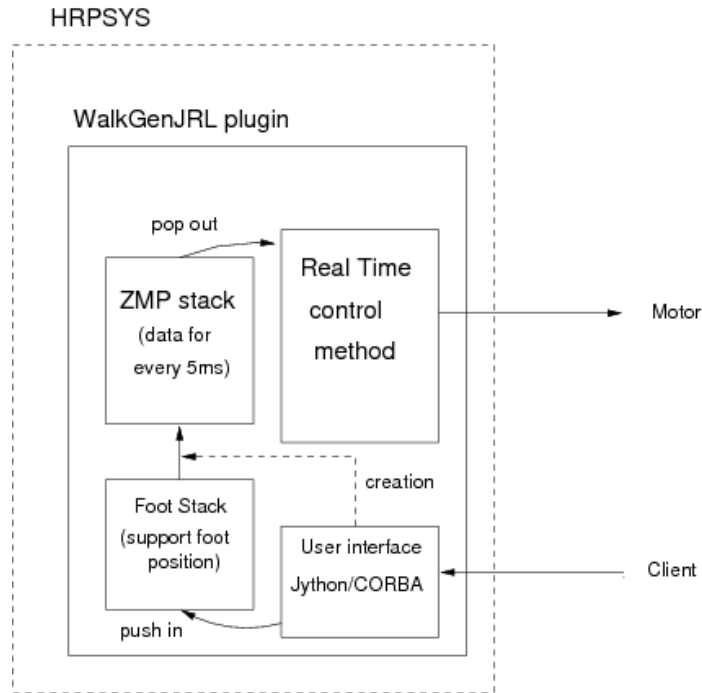 HRPSYS
WalkGenJRL plugin
pop out
ZMP stack
(data for
every 5ms)
Real Time
control
method
Motor
creation
Foot Stack
(support foot
position)
User interface
Jython/CORBA
Client
push in